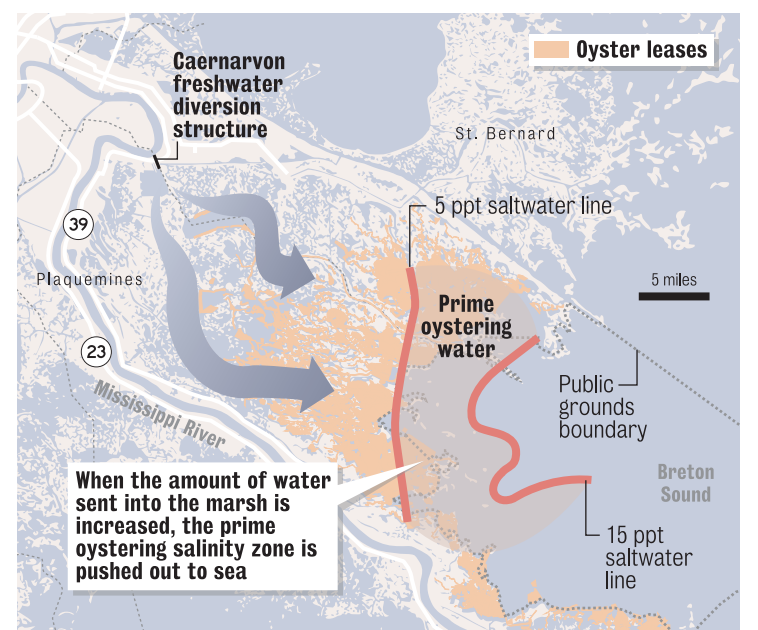 Oyster leases
Caernarvon
freshwater
diversion
structure
St. Bernard
5 ppt saltwater line
39
Plaquemines
5 miles
Prime
oystering
water
23
Public
grounds
boundary
Mississippi River
Breton
Sound
When the amount of water
sent into the marsh is
increased, the prime
oystering salinity zone is
pushed out to sea
15 ppt
saltwater
line